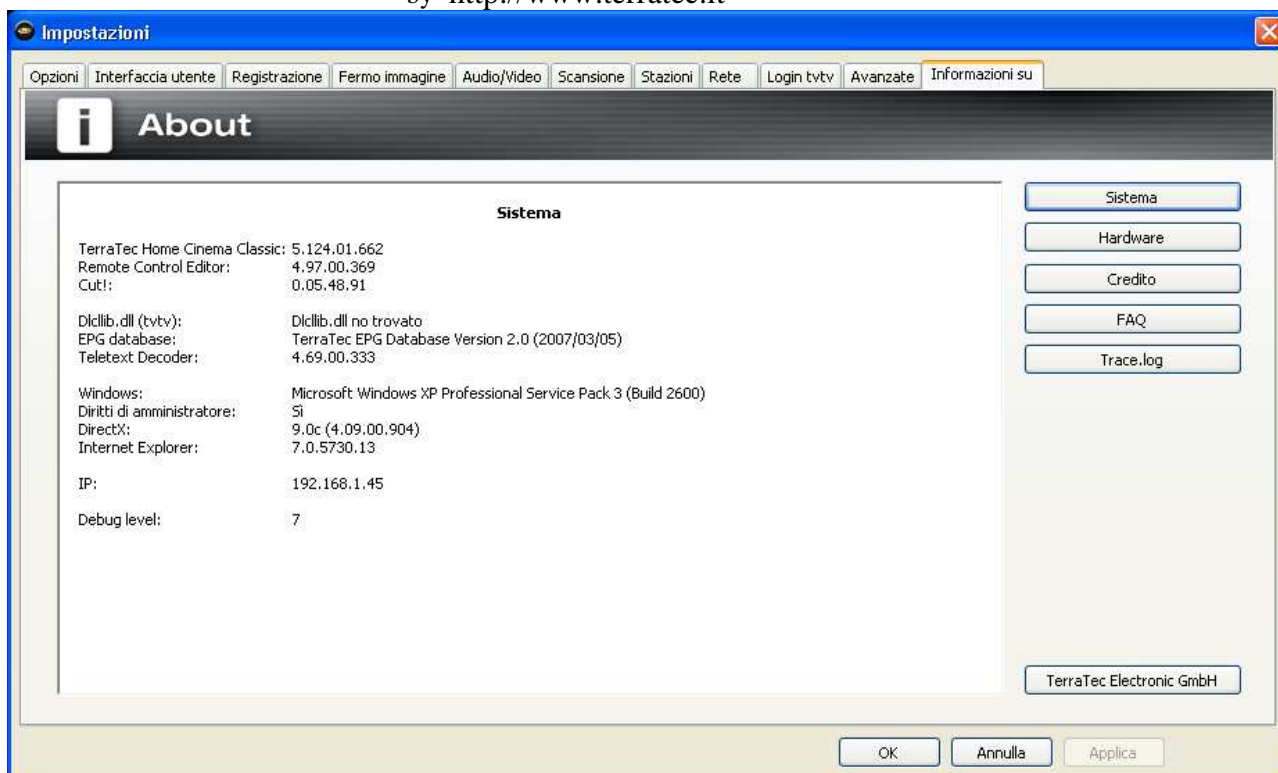 by http://www.terratec.it
Impostazioni
Opzioni Interfaccia utente Registrazione Fermo immagine Audio/Video Scansione Stazioni Rete Login tvtv Avanzate Informazioni su
i About
Sistema
TerraTec Home Cinema Classic: 5.124.01.662
Remote Control Editor: 4.97.00.369
Cut!: 0.05.48.91
Dlcllib.dll (tvtv): Dlcllib.dll no trovato
EPG database: TerraTec EPG Database Version 2.0 (2007/03/05)
Teletext Decoder: 4.69.00.333
Windows: Microsoft Windows XP Professional Service Pack 3 (Build 2600)
Diritti di amministratore: Sì
DirectX: 9.0c (4.09.00.904)
Internet Explorer: 7.0.5730.13
IP: 192.168.1.45
Debug level: 7
Sistema
Hardware
Credito
FAQ
Trace.log
TerraTec Electronic GmbH
OK Annulla Applica